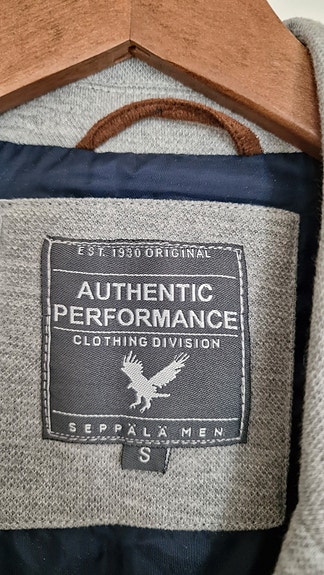 EST. 1930 ORIGINAL
AUTHENTIC
PERFORMANCE
CLOTHING DIVISION
SEPPÄLÄ MEN
S